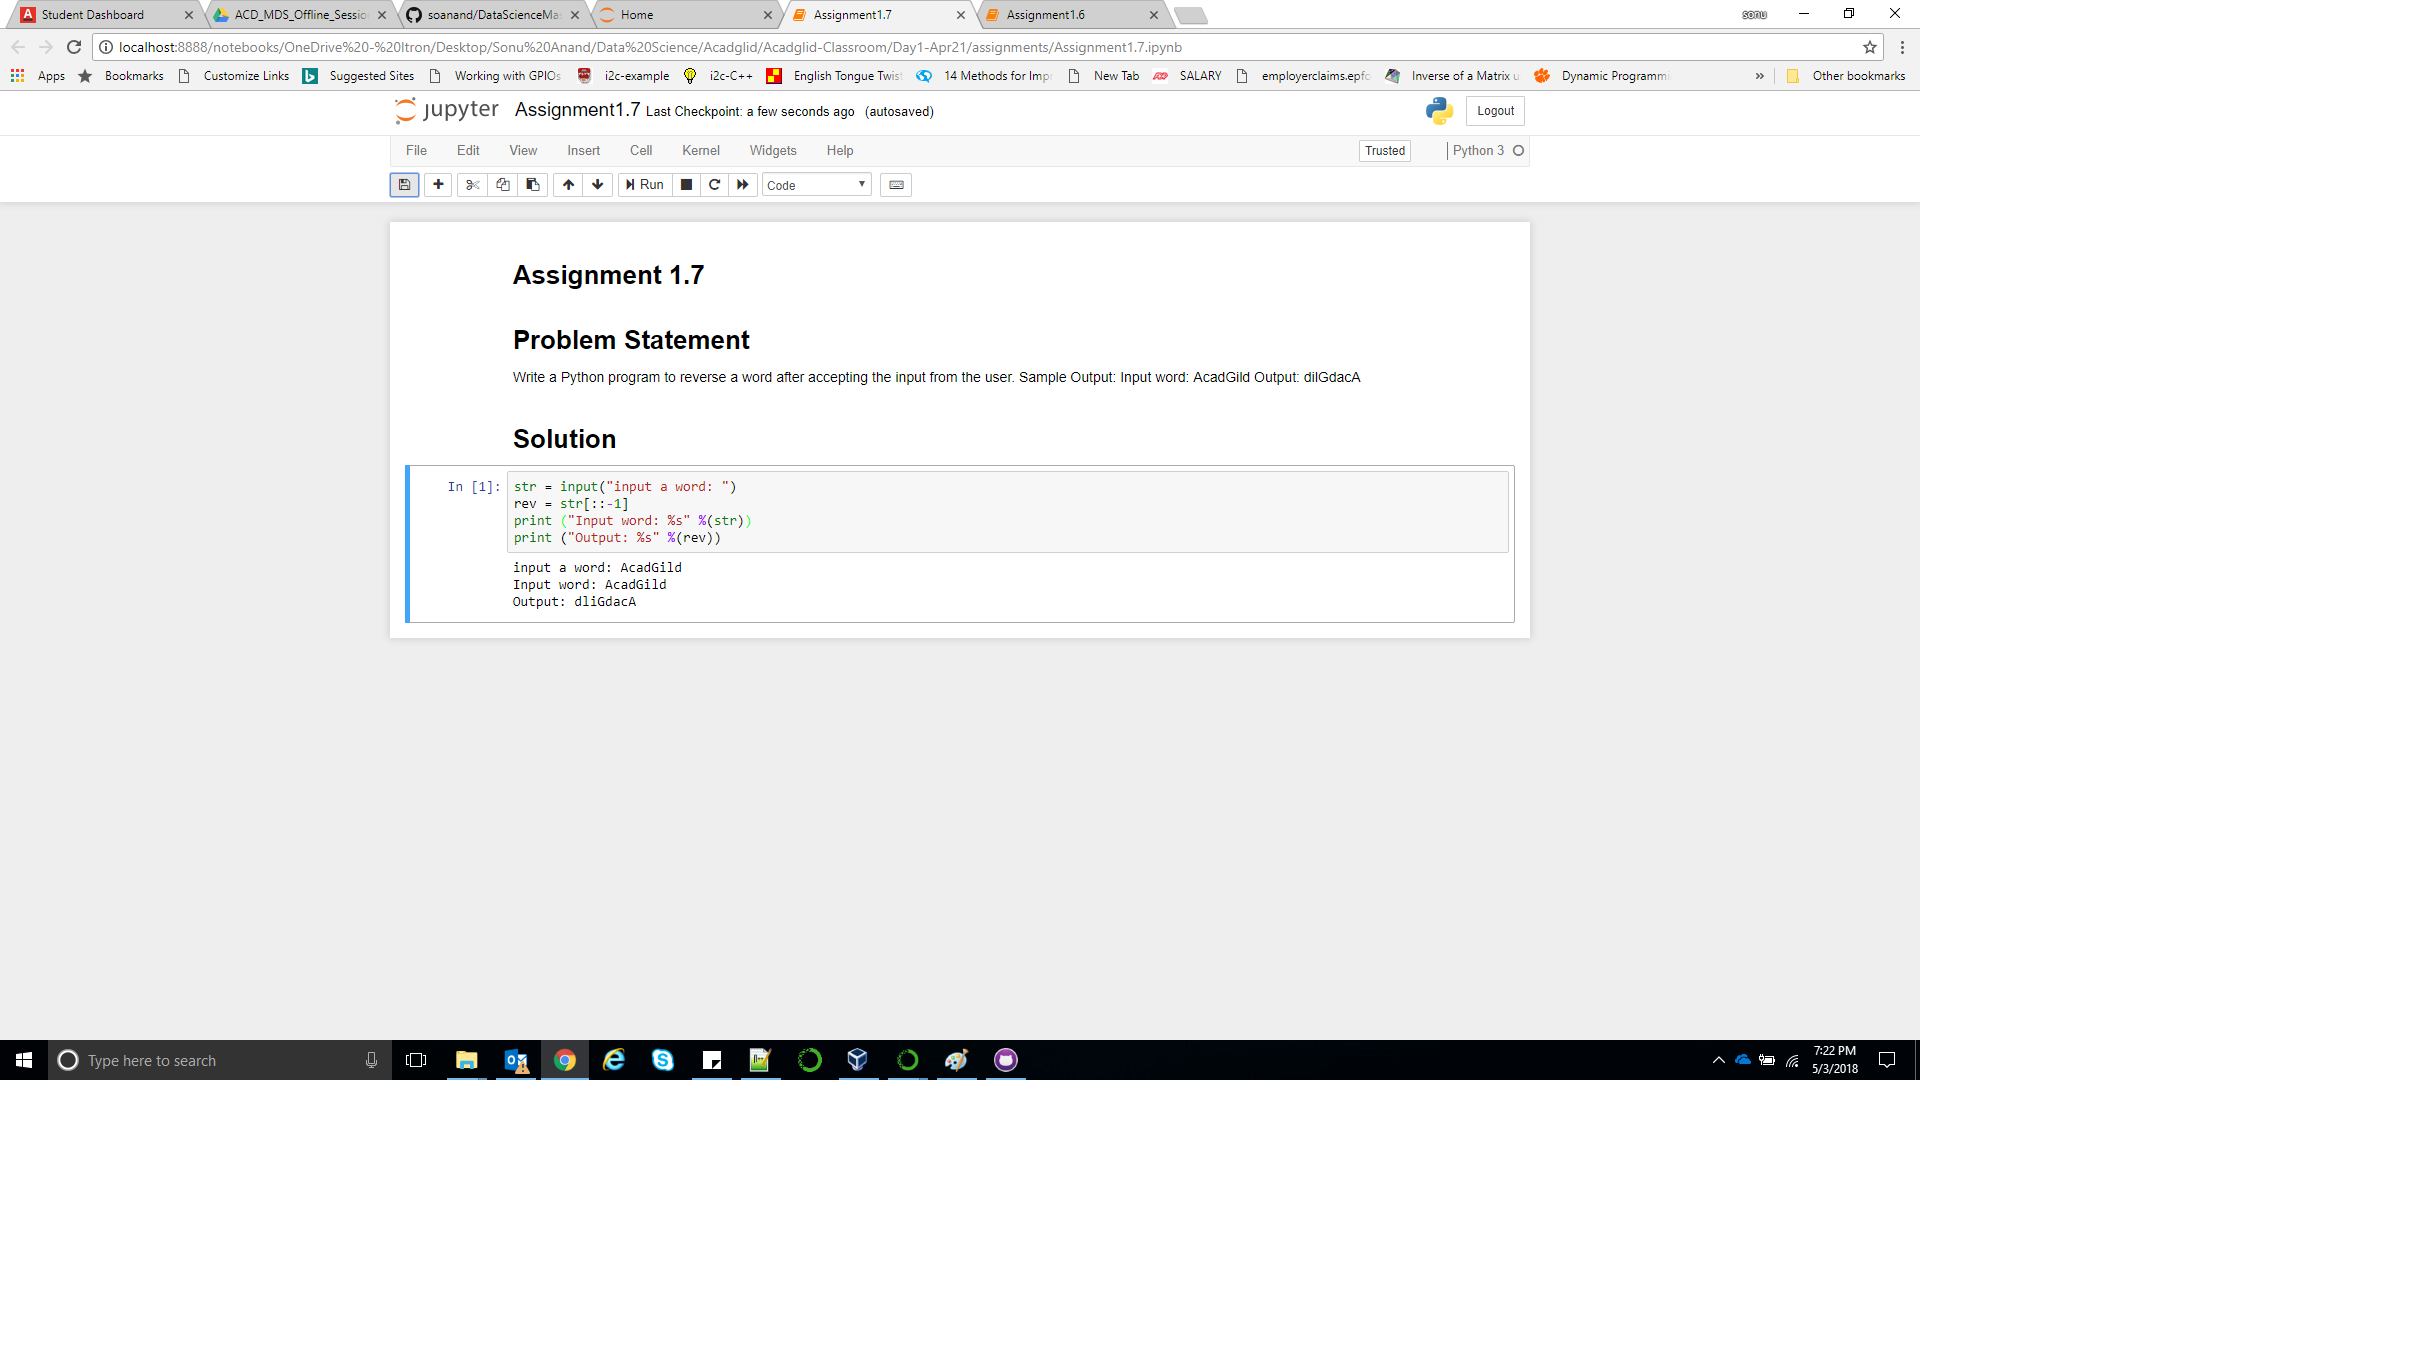 Student Dashboard
ACD_MDS_Offline_Sessio
soanand/DataScienceMas
Home
Assignment1.7
Assignment1.6
sonu
localhost:8888/notebooks/OneDrive%20-%20Itron/Desktop/Sonu%20Anand/Data%20Science/Acadglid/Acadglid-Classroom/Day1-Apr21/assignments/Assignment1.7.ipynb
Apps Bookmarks Customize Links Suggested Sites Working with GPIOs i2c-example i2c-C++ English Tongue Twist 14 Methods for Impr New Tab SALARY employerclaims.epfo Inverse of a Matrix u Dynamic Programmi » Other bookmarks
jupyter Assignment1.7 Last Checkpoint: a few seconds ago (autosaved) Logout
File Edit View Insert Cell Kernel Widgets Help Trusted Python 3
Run Code
Assignment 1.7
Problem Statement
Write a Python program to reverse a word after accepting the input from the user. Sample Output: Input word: AcadGild Output: dilGdacA
Solution
In [1]: str = input("input a word: ")
rev = str[::-1]
print ("Input word: %s" %(str))
print ("Output: %s" %(rev))
input a word: AcadGild
Input word: AcadGild
Output: dliGdacA
Type here to search
7:22 PM
5/3/2018